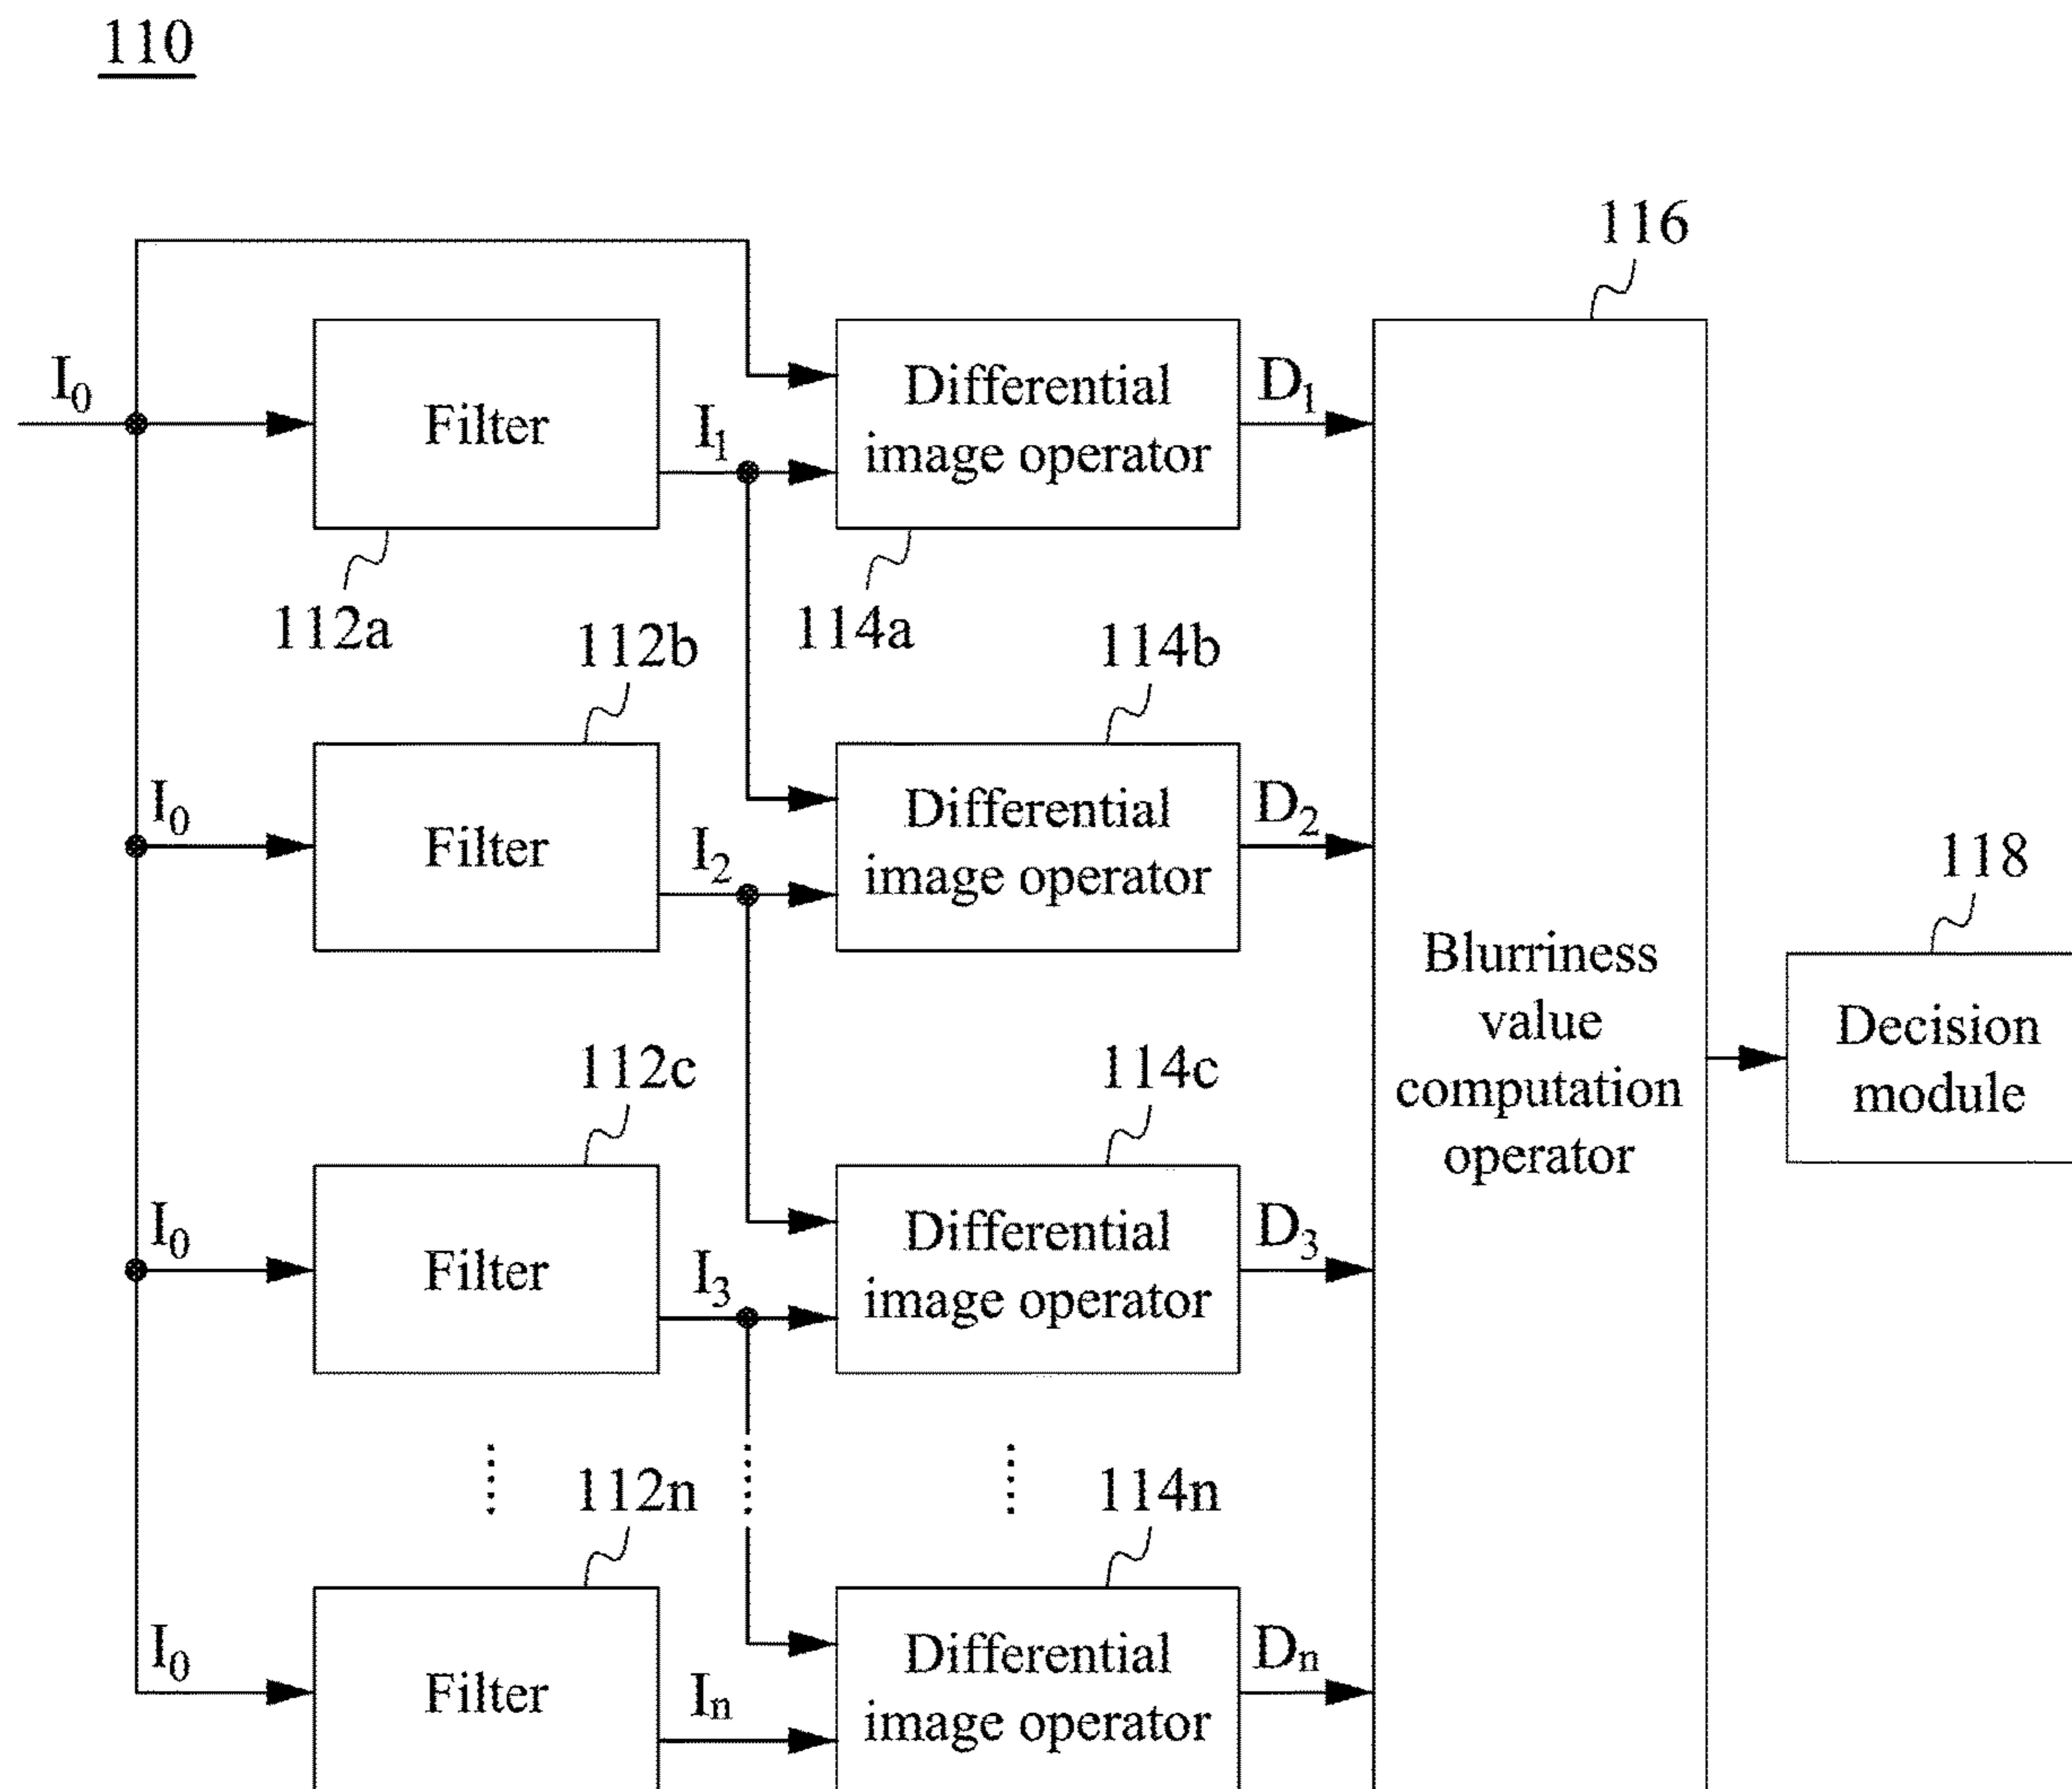 110
116
I₀
Filter
I₁
Differential
image operator
D₁
112a
114a
112b
114b
I₀
Filter
I₂
Differential
image operator
D₂
118
Blurriness
value
computation
operator
Decision
module
112c
114c
I₀
Filter
I₃
Differential
image operator
D₃
112n
114n
I₀
Filter
Iₙ
Differential
image operator
Dₙ